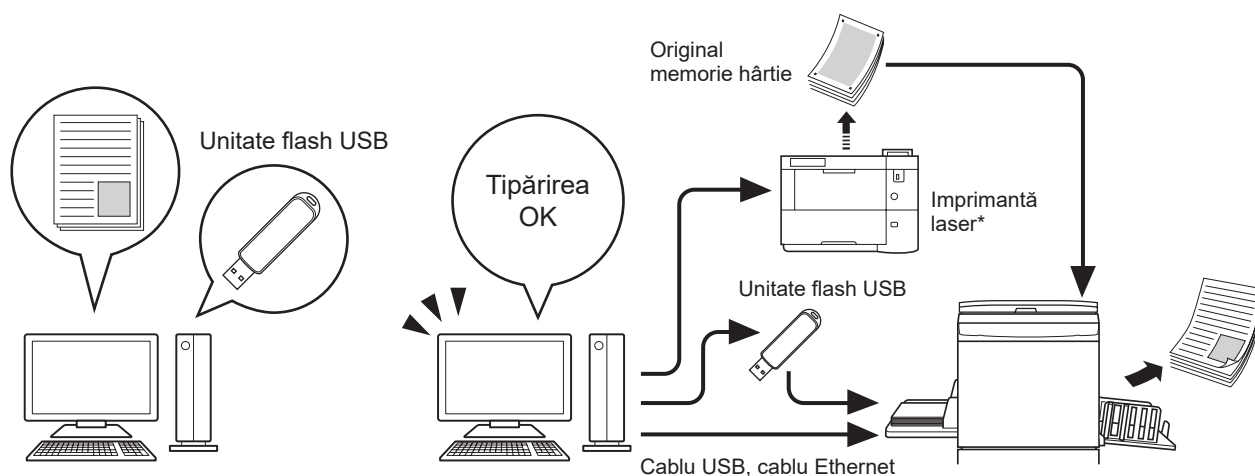 Original
memorie hârtie
Unitate flash USB
Tipărirea
OK
Imprimantă
laser*
Unitate flash USB
Cablu USB, cablu Ethernet